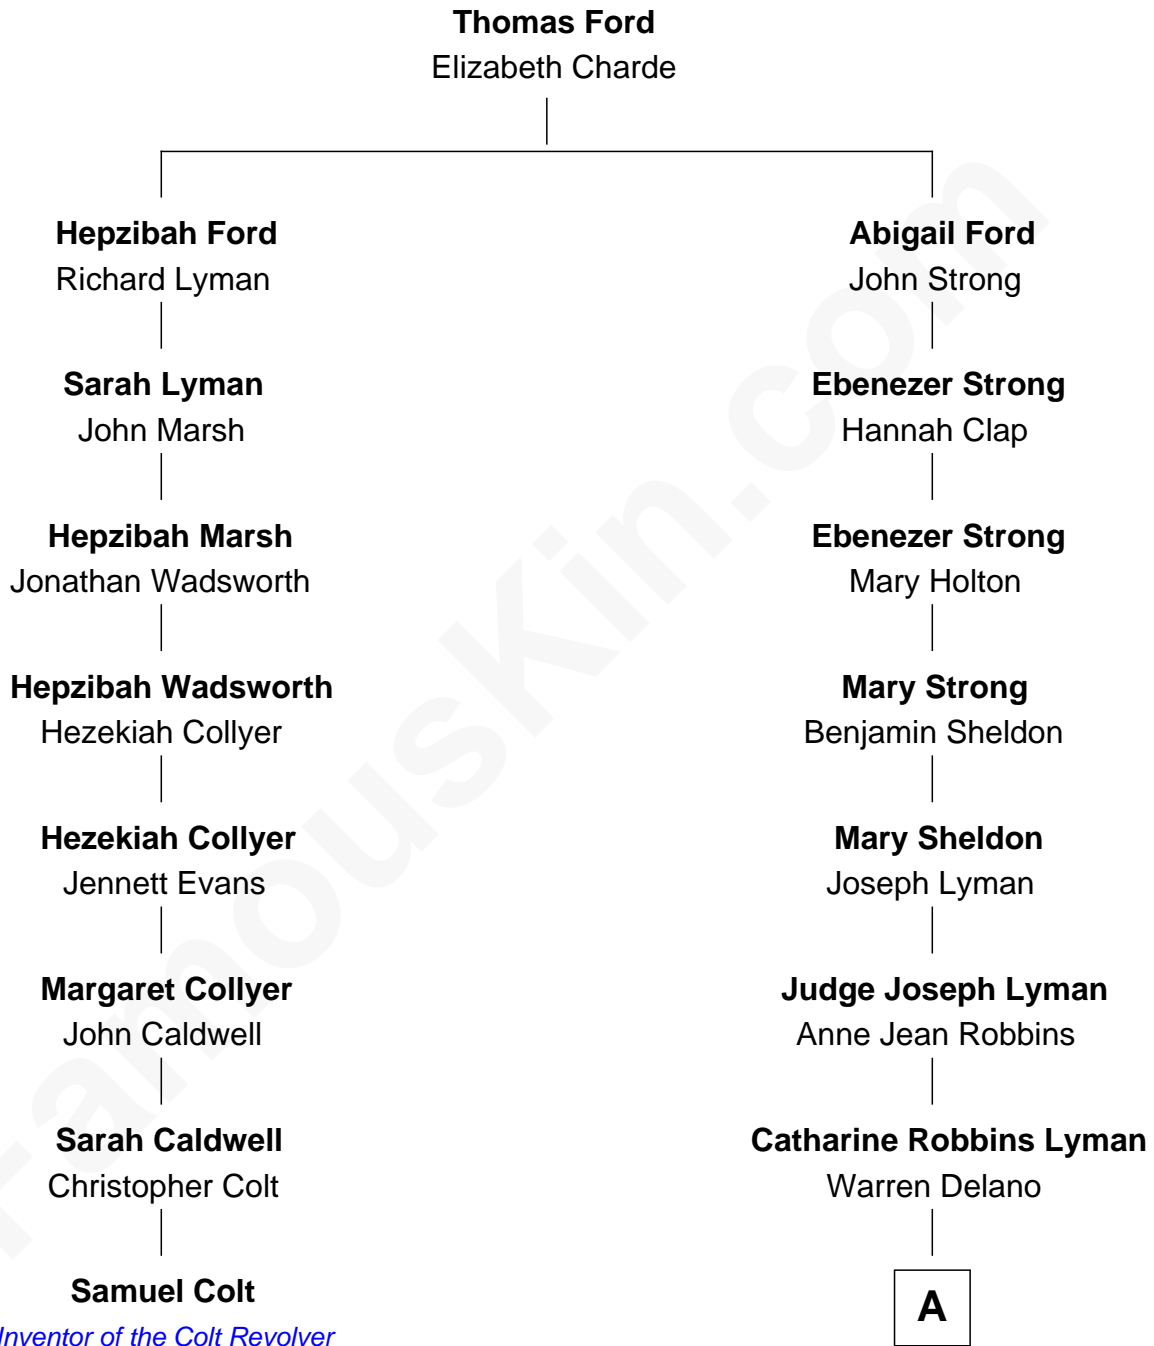 Thomas Ford
Elizabeth Charde
Hepzibah Ford
Richard Lyman
Abigail Ford
John Strong
Sarah Lyman
John Marsh
Ebenezer Strong
Hannah Clap
Hepzibah Marsh
Jonathan Wadsworth
Ebenezer Strong
Mary Holton
Hepzibah Wadsworth
Hezekiah Collyer
Mary Strong
Benjamin Sheldon
Hezekiah Collyer
Jennett Evans
Mary Sheldon
Joseph Lyman
Margaret Collyer
John Caldwell
Judge Joseph Lyman
Anne Jean Robbins
Sarah Caldwell
Christopher Colt
Catharine Robbins Lyman
Warren Delano
Samuel Colt
Inventor of the Colt Revolver
A
FamousKin.com